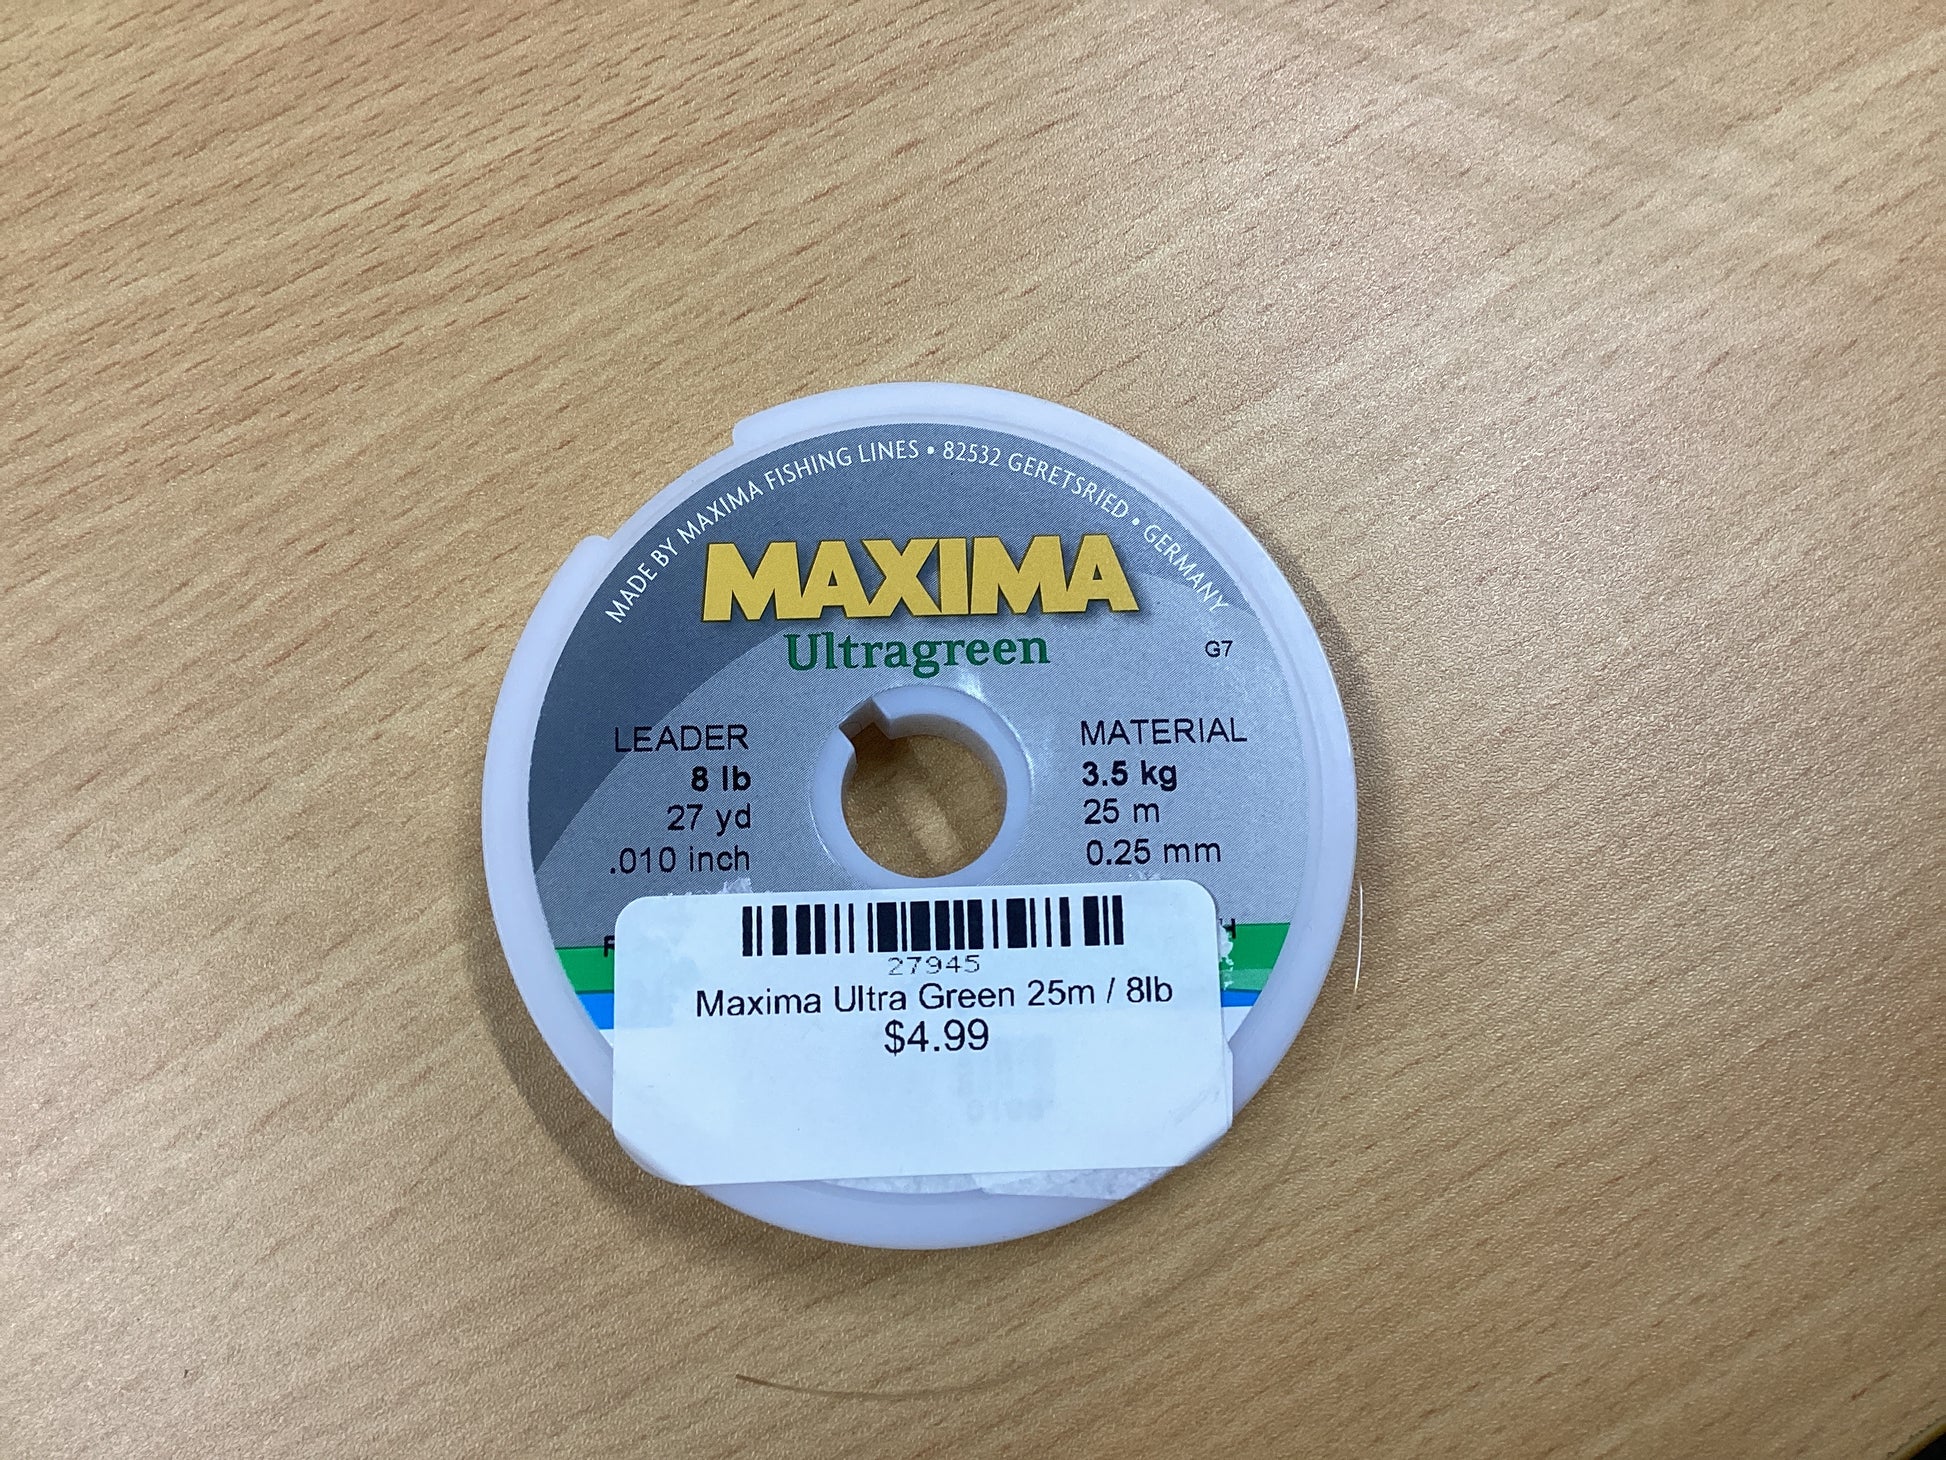 MADE BY MAXIMA FISHING LINES • 82532 GERETSRIED • GERMANY
MAXIMA
Ultragreen
G7
LEADER
8 lb
27 yd
.010 inch
MATERIAL
3.5 kg
25 m
0.25 mm
27945
Maxima Ultra Green 25m / 8lb
$4.99